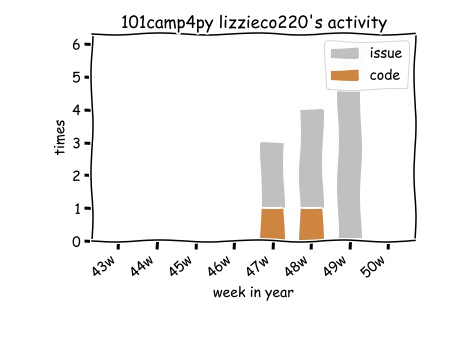 101camp4py lizzieco220's activity
issue
code
times
6
5
4
3
2
1
0
43w 44w 45w 46w 47w 48w 49w 50w
week in year